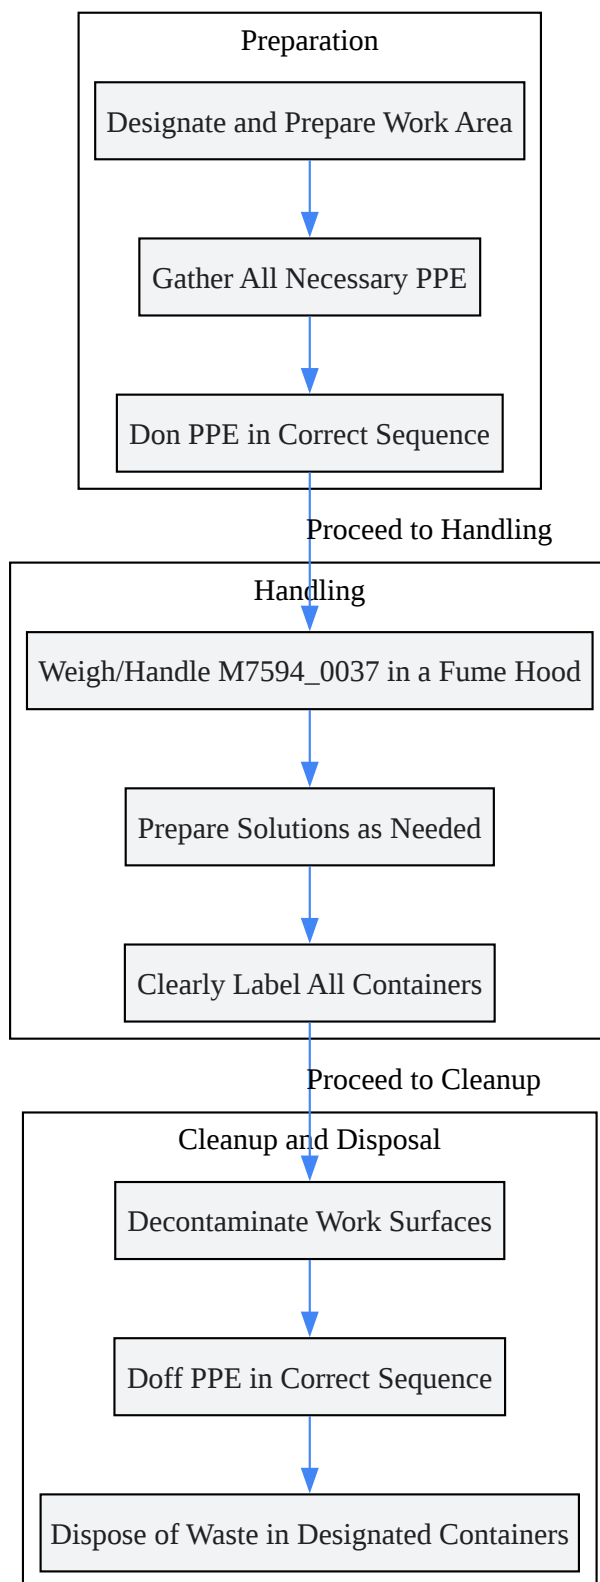 Preparation
Designate and Prepare Work Area
Gather All Necessary PPE
Don PPE in Correct Sequence
Proceed to Handling
Handling
Weigh/Handle M7594_0037 in a Fume Hood
Prepare Solutions as Needed
Clearly Label All Containers
Proceed to Cleanup
Cleanup and Disposal
Decontaminate Work Surfaces
Doff PPE in Correct Sequence
Dispose of Waste in Designated Containers